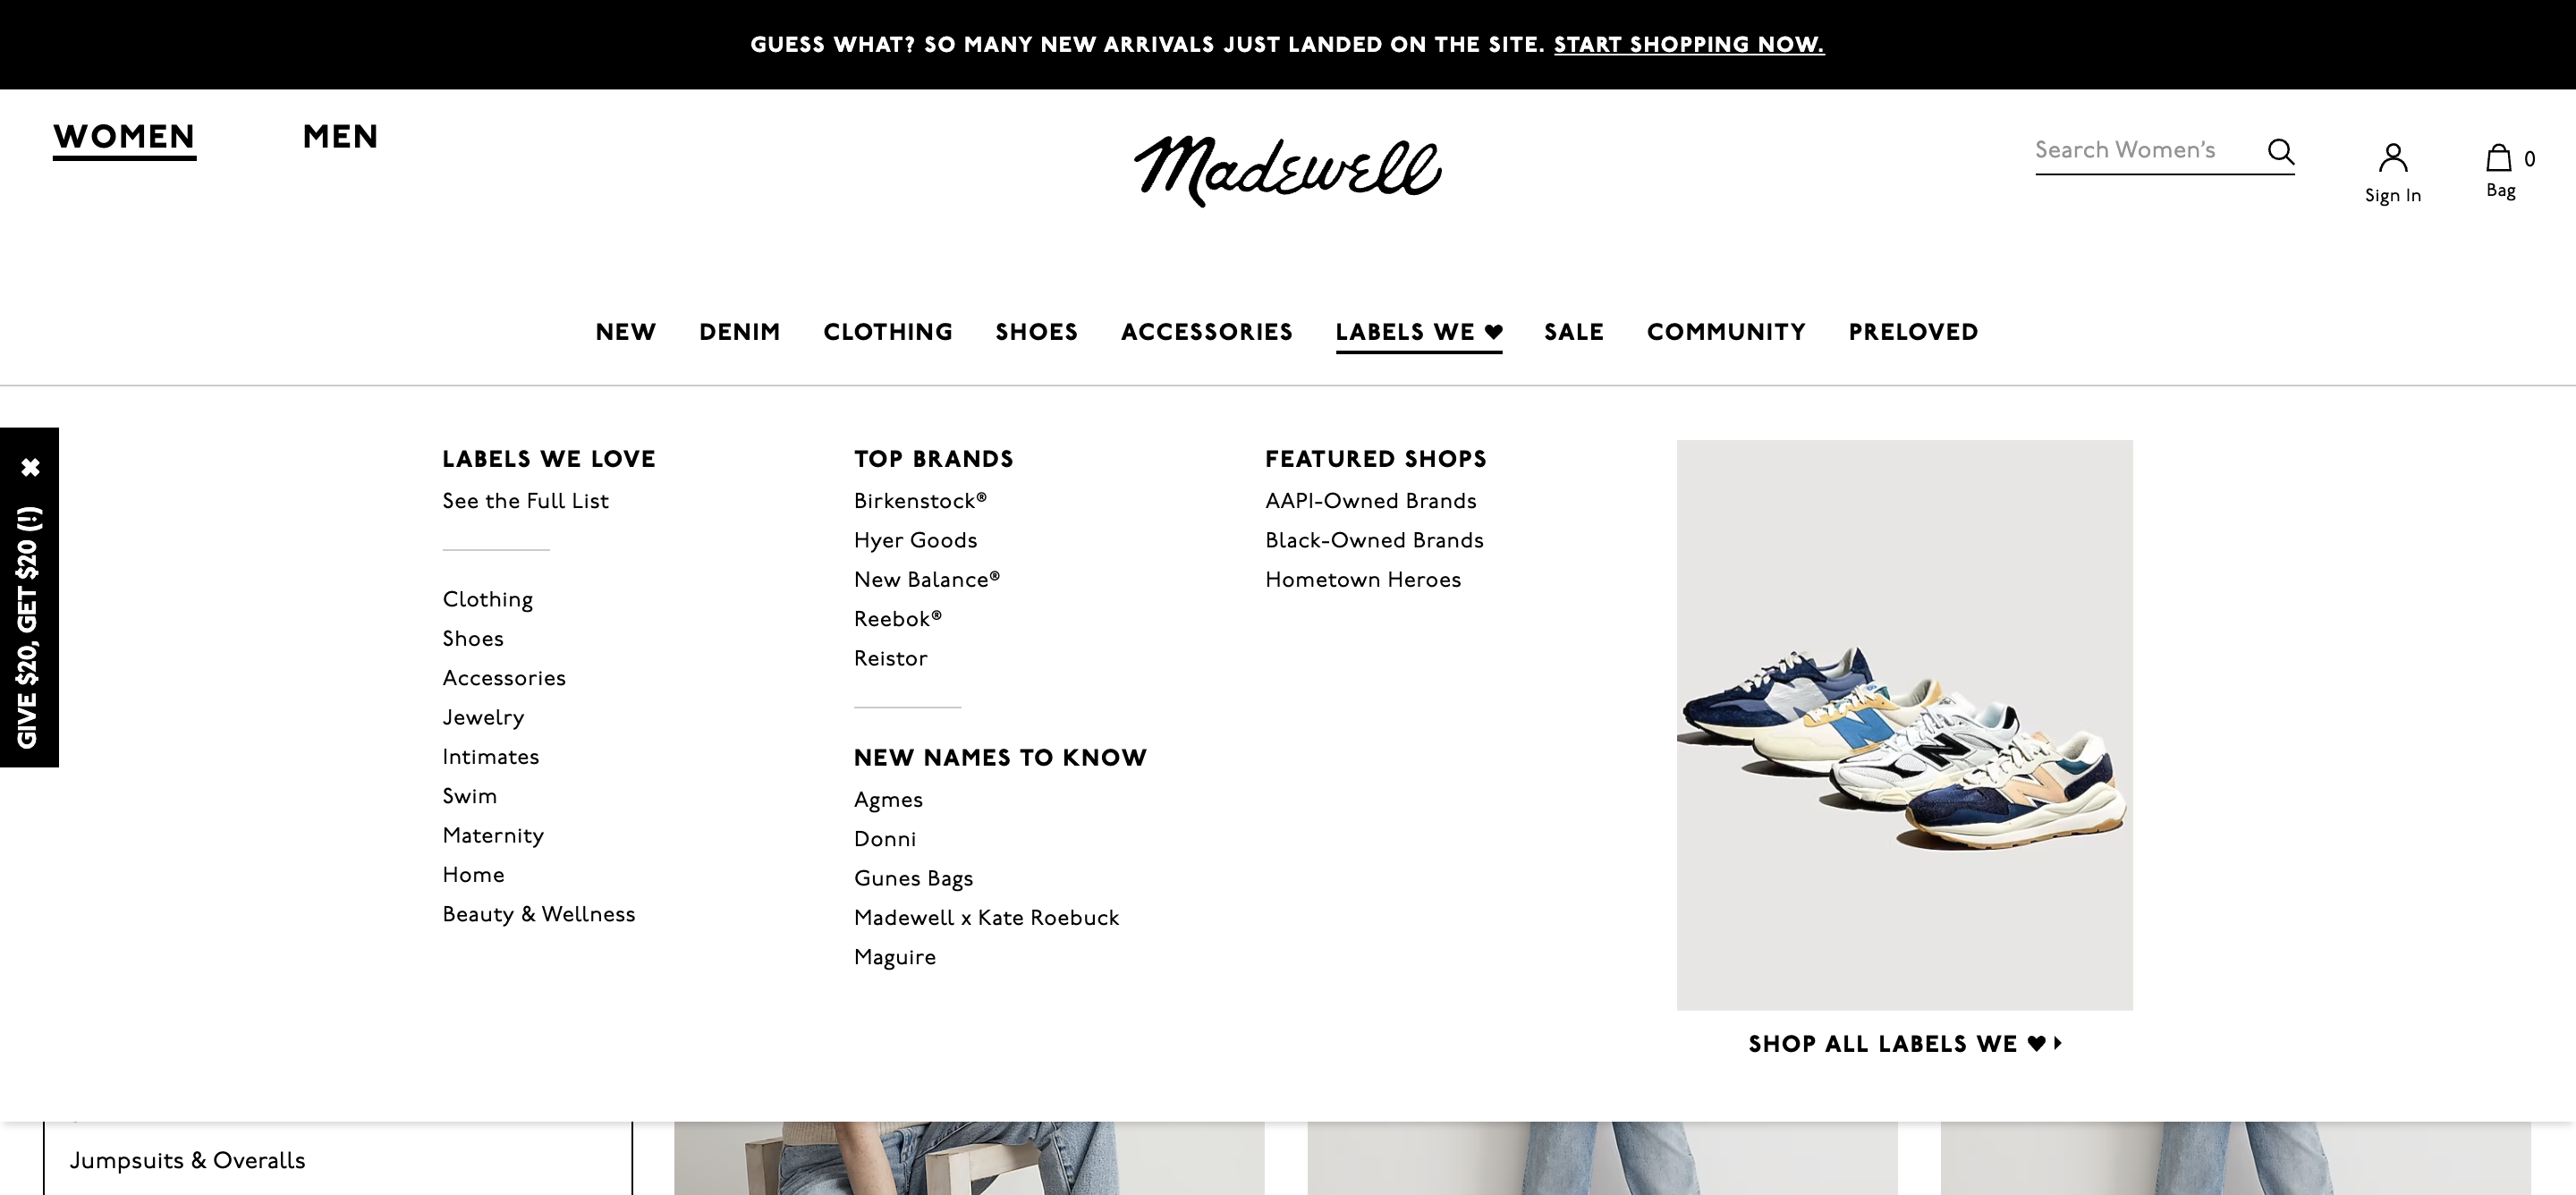 GUESS WHAT? SO MANY NEW ARRIVALS JUST LANDED ON THE SITE. START SHOPPING NOW.
WOMEN
MEN
Madewell
Search Women's
Sign In
0
Bag
NEW
DENIM
CLOTHING
SHOES
ACCESSORIES
LABELS WE ♥
SALE
COMMUNITY
PRELOVED
GIVE $20, GET $20 (!) ✖
LABELS WE LOVE
See the Full List
Clothing
Shoes
Accessories
Jewelry
Intimates
Swim
Maternity
Home
Beauty & Wellness
TOP BRANDS
Birkenstock®
Hyer Goods
New Balance®
Reebok®
Reistor
NEW NAMES TO KNOW
Agmes
Donni
Gunes Bags
Madewell x Kate Roebuck
Maguire
FEATURED SHOPS
AAPI-Owned Brands
Black-Owned Brands
Hometown Heroes
N
N
N
SHOP ALL LABELS WE ♥
Jumpsuits & Overalls